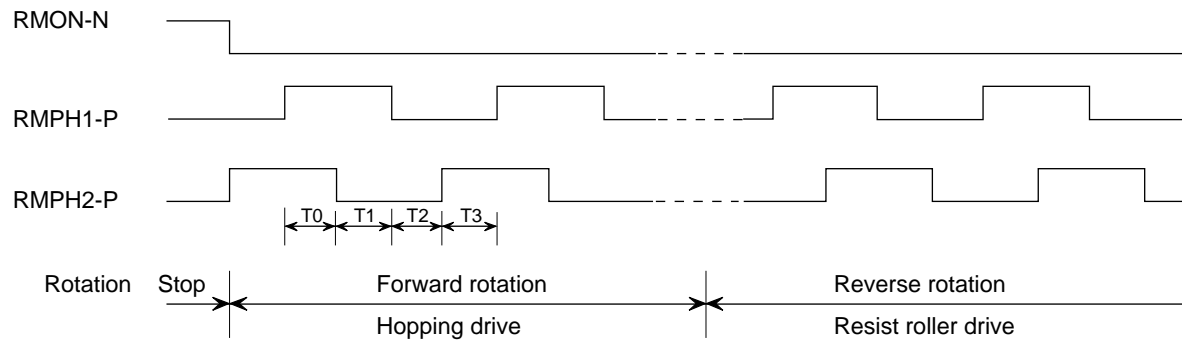 RMON-N
RMPH1-P
RMPH2-P
T0 T1 T2 T3
Rotation Stop Forward rotation Reverse rotation
Hopping drive Resist roller drive